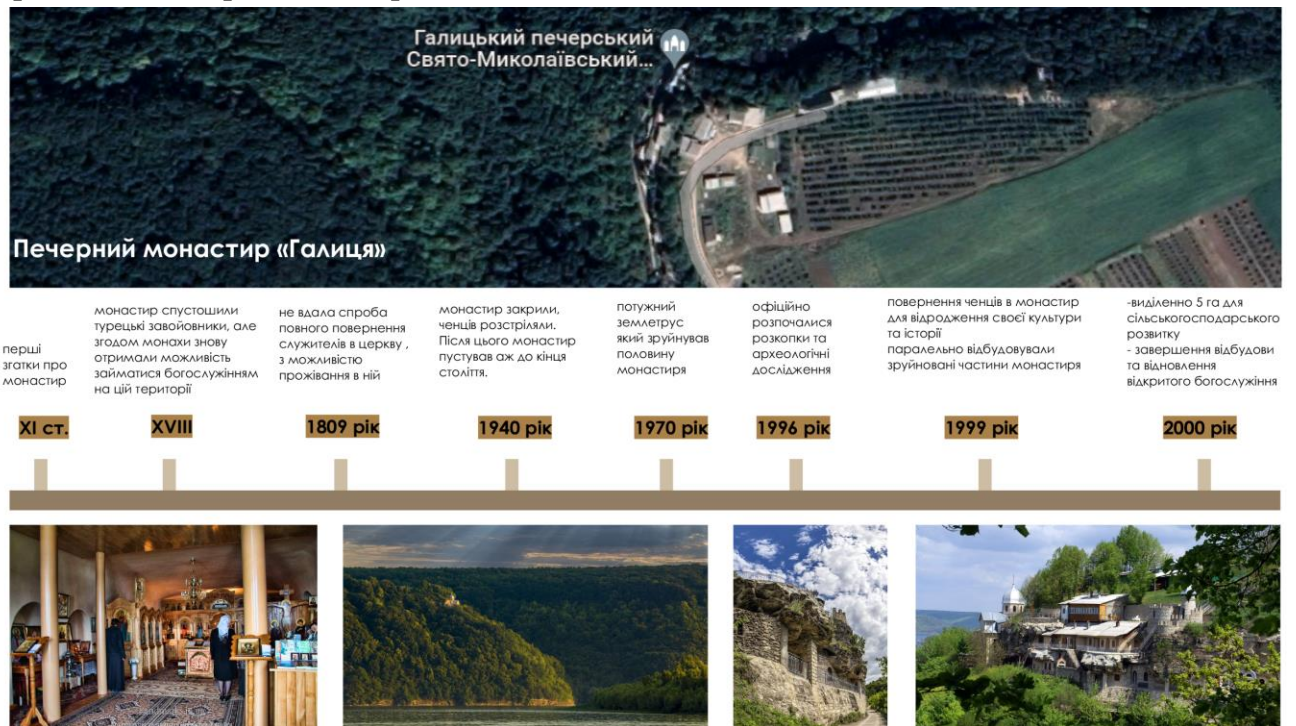 Галицький печерський
Свято-Миколаївський...
Печерний монастир «Галиця»
перші
згатки про
монастир
монастир спустошили
турецькі завойовники, але
згодом монахи знову
отримали можливість
займатися богослужінням
на цій території
не вдала спроба
повного повернення
служителів в церкву ,
з можливістю
проживання в ній
монастир закрили,
ченців розстріляли.
Після цього монастир
пустував аж до кінця
століття.
потужний
землетрус
який зруйнував
половину
монастиря
офіційно
розпочалися
розкопки та
археологічні
дослідження
повернення ченців в монастир
для відродження своєї культури
та історії
паралельно відбудовували
зруйновані частини монастиря
-виділенно 5 га для
сільськогосподарського
розвитку
- завершення відбудови
та відновлення
відкритого богослужіння
XI ст.
XVIII
1809 рік
1940 рік
1970 рік
1996 рік
1999 рік
2000 рік